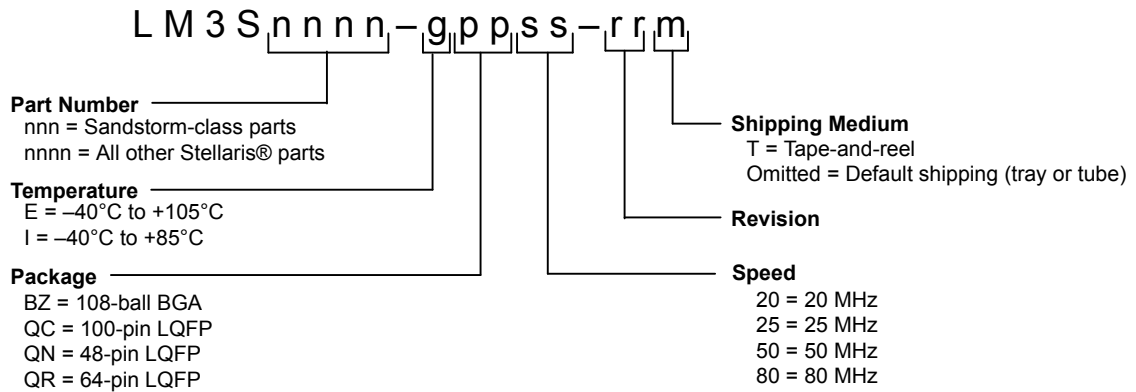 LM3Snnnn–gppss–rrm
Part Number
nnn = Sandstorm-class parts
nnnn = All other Stellaris® parts
Temperature
E = –40°C to +105°C
I = –40°C to +85°C
Package
BZ = 108-ball BGA
QC = 100-pin LQFP
QN = 48-pin LQFP
QR = 64-pin LQFP
Shipping Medium
T = Tape-and-reel
Omitted = Default shipping (tray or tube)
Revision
Speed
20 = 20 MHz
25 = 25 MHz
50 = 50 MHz
80 = 80 MHz